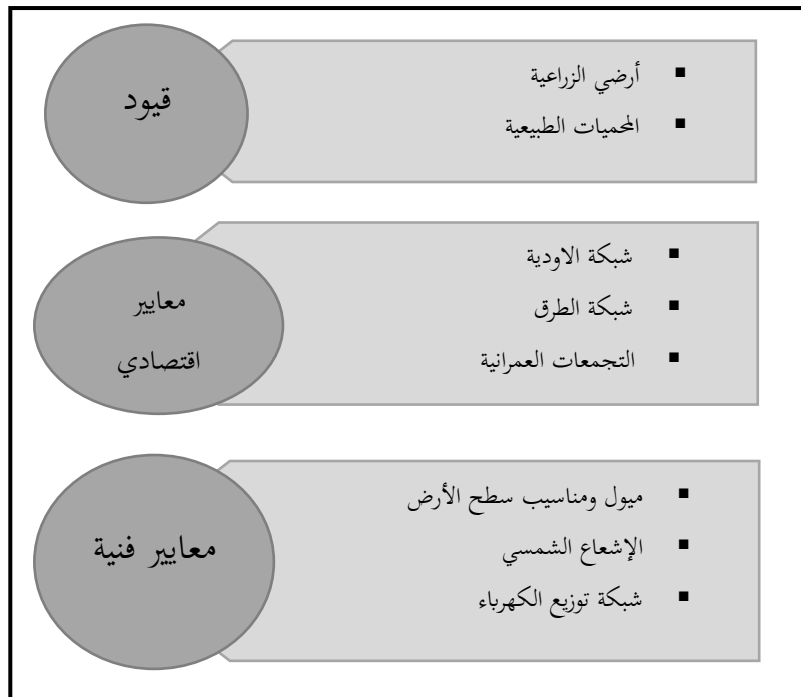 قيود
▪ أرضي الزراعية
▪ المحميات الطبيعية
معايير
اقتصادي
▪ شبكة الاودية
▪ شبكة الطرق
▪ التجمعات العمرانية
معايير فنية
▪ ميول ومناسيب سطح الأرض
▪ الإشعاع الشمسي
▪ شبكة توزيع الكهرباء